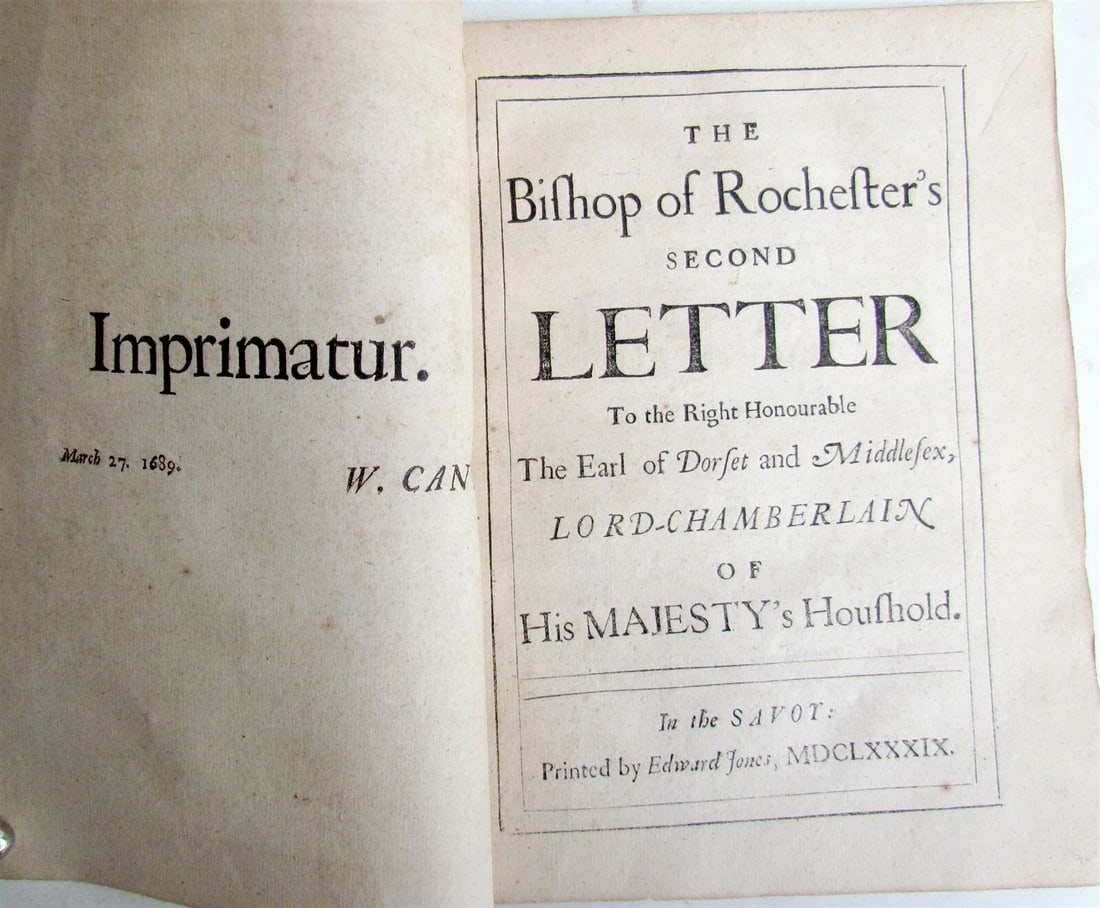 Imprimatur.
March 27. 1689.
W. CAN
THE
Biſhop of Rocheſter's
SECOND
LETTER
To the Right Honourable
The Earl of Dorſet and Middleſex,
LORD-CHAMBERLAIN
OF
His MAJESTY's Houſhold.
In the SAVOY:
Printed by Edward Jones, MDCLXXXIX.